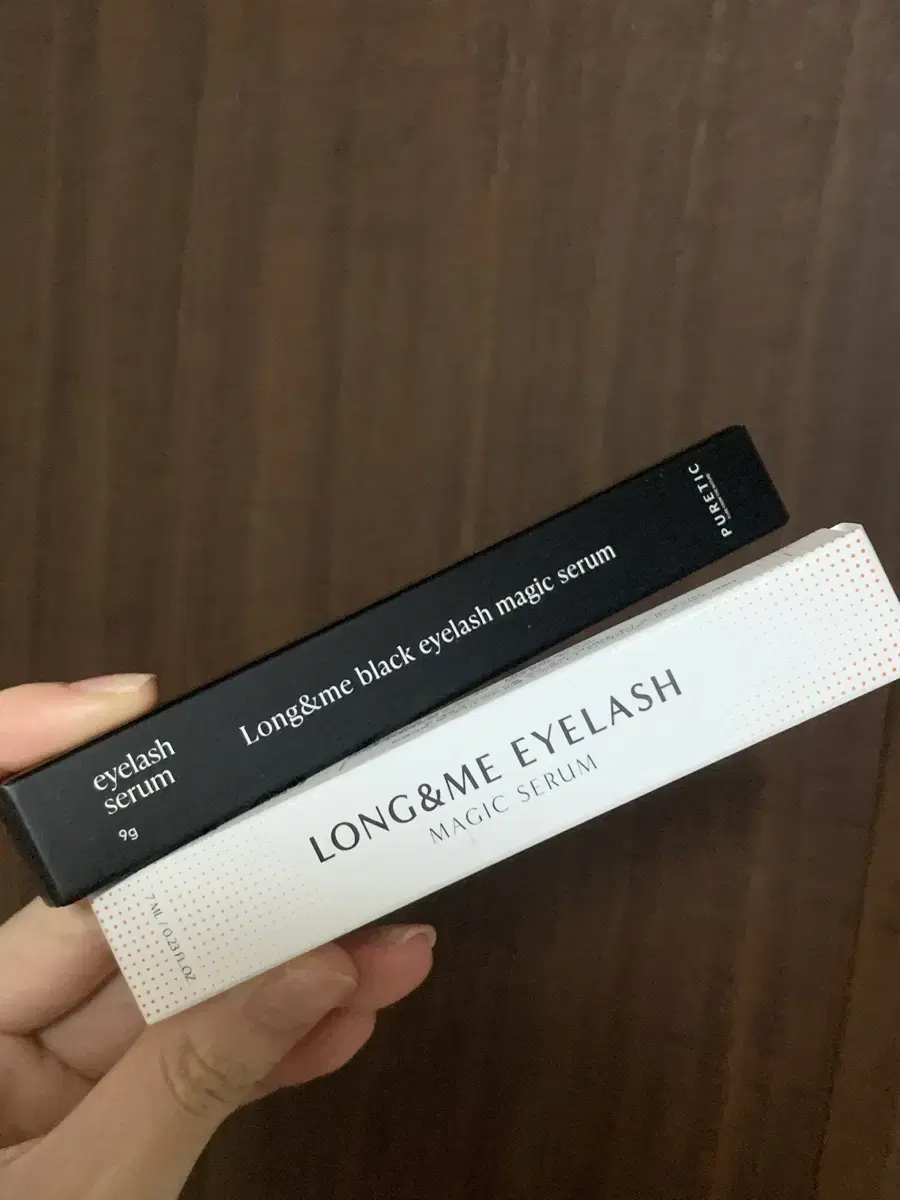 PURETIC
Long&me black eyelash magic serum
eyelash
serum
9g
LONG&ME EYELASH
MAGIC SERUM
7 ML / 0.23 FL.OZ